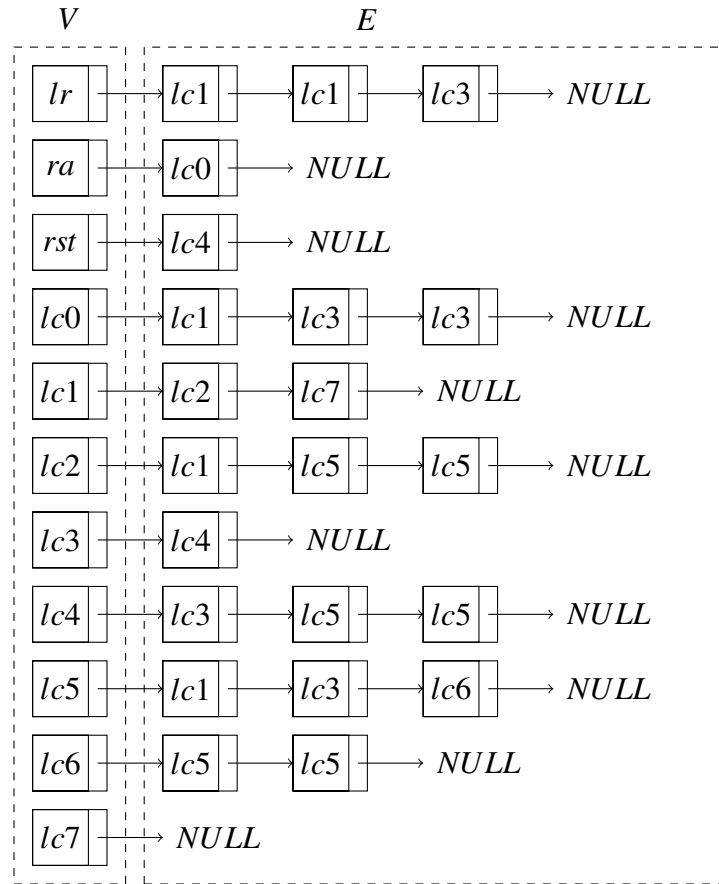 V E
lr lc1 lc1 lc3 NULL
ra lc0 NULL
rst lc4 NULL
lc0 lc1 lc3 lc3 NULL
lc1 lc2 lc7 NULL
lc2 lc1 lc5 lc5 NULL
lc3 lc4 NULL
lc4 lc3 lc5 lc5 NULL
lc5 lc1 lc3 lc6 NULL
lc6 lc5 lc5 NULL
lc7 NULL